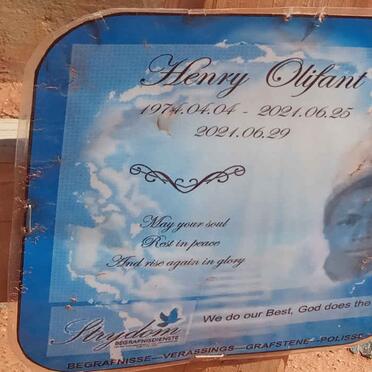 Henry Olifant
1974.04.04 - 2021.06.25
2021.06.29
May your soul
Rest in peace
And rise again in glory
Strydom
BEGRAFNISDIENSTE
We do our Best, God does the
BEGRAFNISSE—VERASSINGS—GRAFSTENE—POLISSE